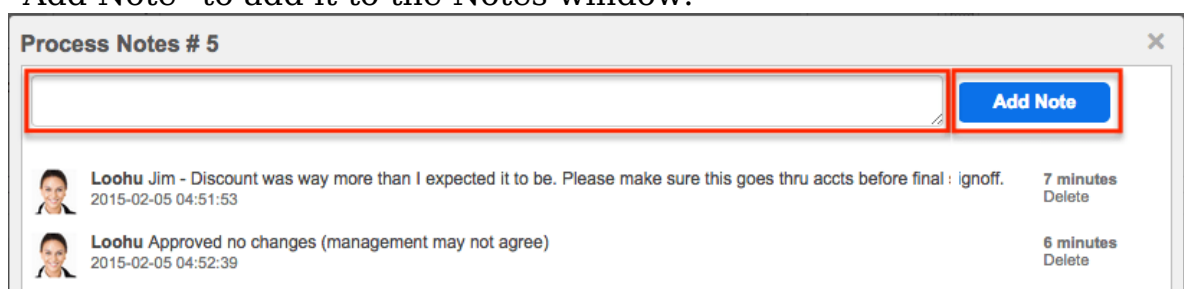 "Add Note" to add it to the Notes window.
Process Notes # 5
Add Note
Loohu Jim - Discount was way more than I expected it to be. Please make sure this goes thru accts before final ignoff. 7 minutes
2015-02-05 04:51:53 Delete
Loohu Approved no changes (management may not agree) 6 minutes
2015-02-05 04:52:39 Delete